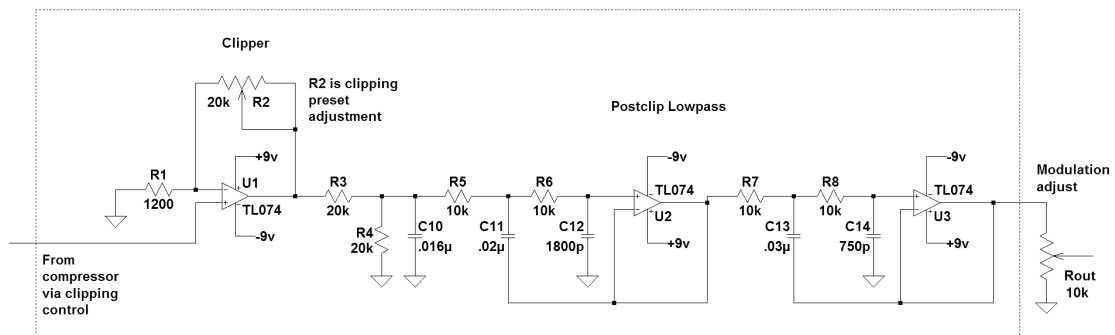 Clipper
R2 is clipping
preset
adjustment
20k
R2
Postclip Lowpass
+9v
R1
U1
1200
TL074
-9v
R3
20k
R4
20k
C10
.016µ
R5
10k
C11
.02µ
R6
10k
C12
1800p
-9v
TL074
U2
+9v
R7
10k
C13
.03µ
R8
10k
C14
750p
-9v
TL074
U3
+9v
Modulation
adjust
Rout
10k
From
compressor
via clipping
control